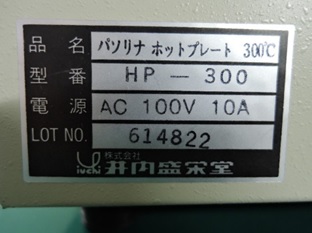 品名 パソリナ ホットプレート 300℃
型番 HP — 300
電源 AC 100V 10A
LOT NO. 614822
iuchi 株式会社 井内盛栄堂